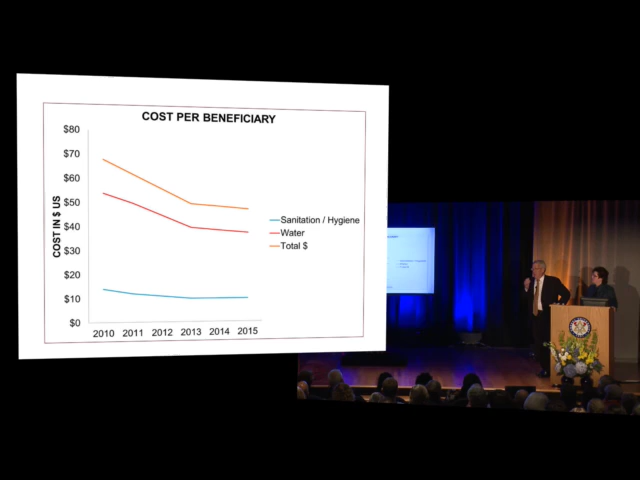 COST PER BENEFICIARY
COST IN $ US
$80
$70
$60
$50
$40
$30
$20
$10
$0
2010 2011 2012 2013 2014 2015
Sanitation / Hygiene
Water
Total $